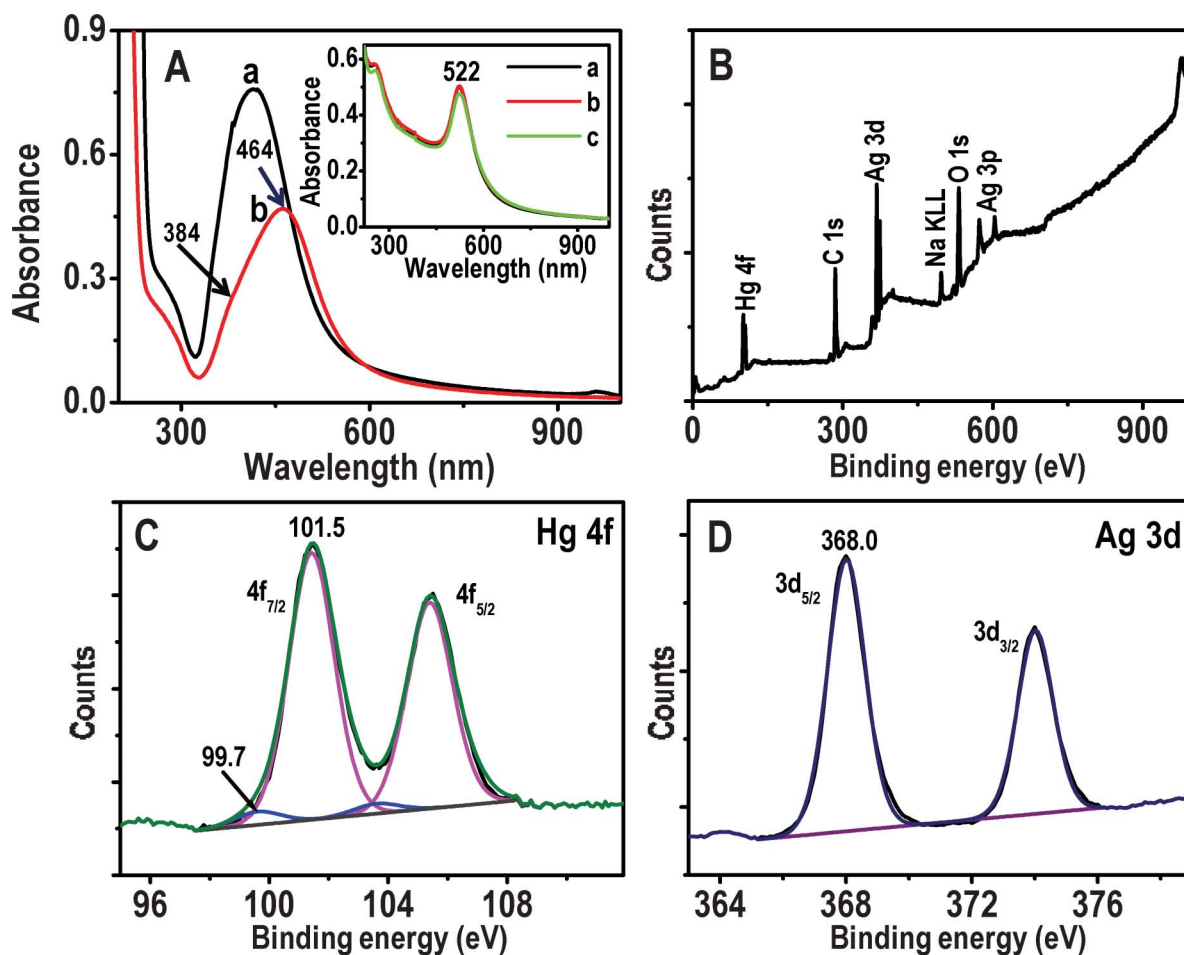 A
a
464
b
384
0.9
0.6
0.3
0.0
Absorbance
300
600
900
Wavelength (nm)
0.6
0.4
0.2
0.0
Absorbance
522
a
b
c
300
600
900
Wavelength (nm)
B
Counts
Hg 4f
C 1s
Ag 3d
Na KLL
O 1s
Ag 3p
0
300
600
900
Binding energy (eV)
C
Hg 4f
101.5
4f7/2
4f5/2
99.7
Counts
96
100
104
108
Binding energy (eV)
D
Ag 3d
368.0
3d5/2
3d3/2
Counts
364
368
372
376
Binding energy (eV)